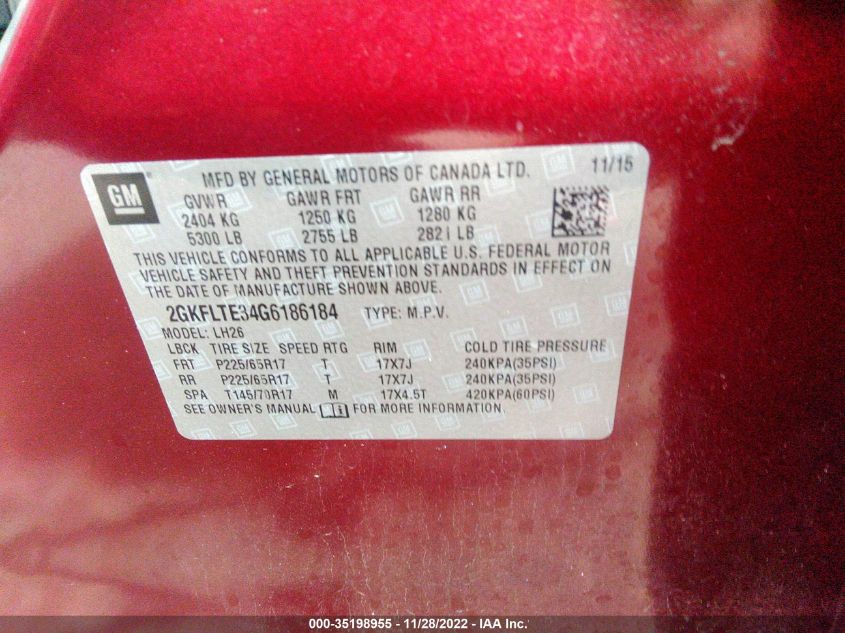 GM
MFD BY GENERAL MOTORS OF CANADA LTD. 11/15
GVWR GAWR FRT GAWR RR
2404 KG 1250 KG 1280 KG
5300 LB 2755 LB 2821 LB
THIS VEHICLE CONFORMS TO ALL APPLICABLE U.S. FEDERAL MOTOR
VEHICLE SAFETY AND THEFT PREVENTION STANDARDS IN EFFECT ON
THE DATE OF MANUFACTURE SHOWN ABOVE.
2GKFLTE34G6186184 TYPE: M.P.V.
MODEL: LH26
LBCK TIRE SIZE SPEED RTG RIM COLD TIRE PRESSURE
FRT P225/65R17 T 17X7J 240KPA(35PSI)
RR P225/65R17 T 17X7J 240KPA(35PSI)
SPA T145/70R17 M 17X4.5T 420KPA(60PSI)
SEE OWNER'S MANUAL FOR MORE INFORMATION.
000-35198955 - 11/28/2022 - IAA Inc.